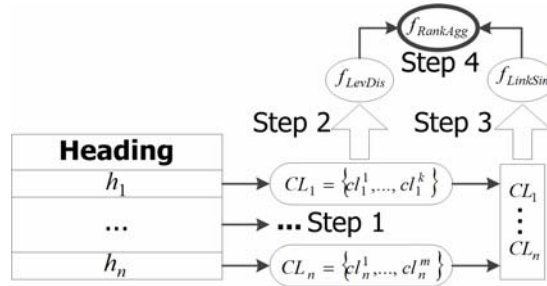 f_RankAgg
Step 4
f_LevDis
f_LinkSim
Step 2
Step 3
Heading
h_1
CL_1 = {cl_1^1,..., cl_1^k}
CL_1
...
... Step 1
⋮
h_n
CL_n = {cl_n^1,..., cl_n^m}
CL_n